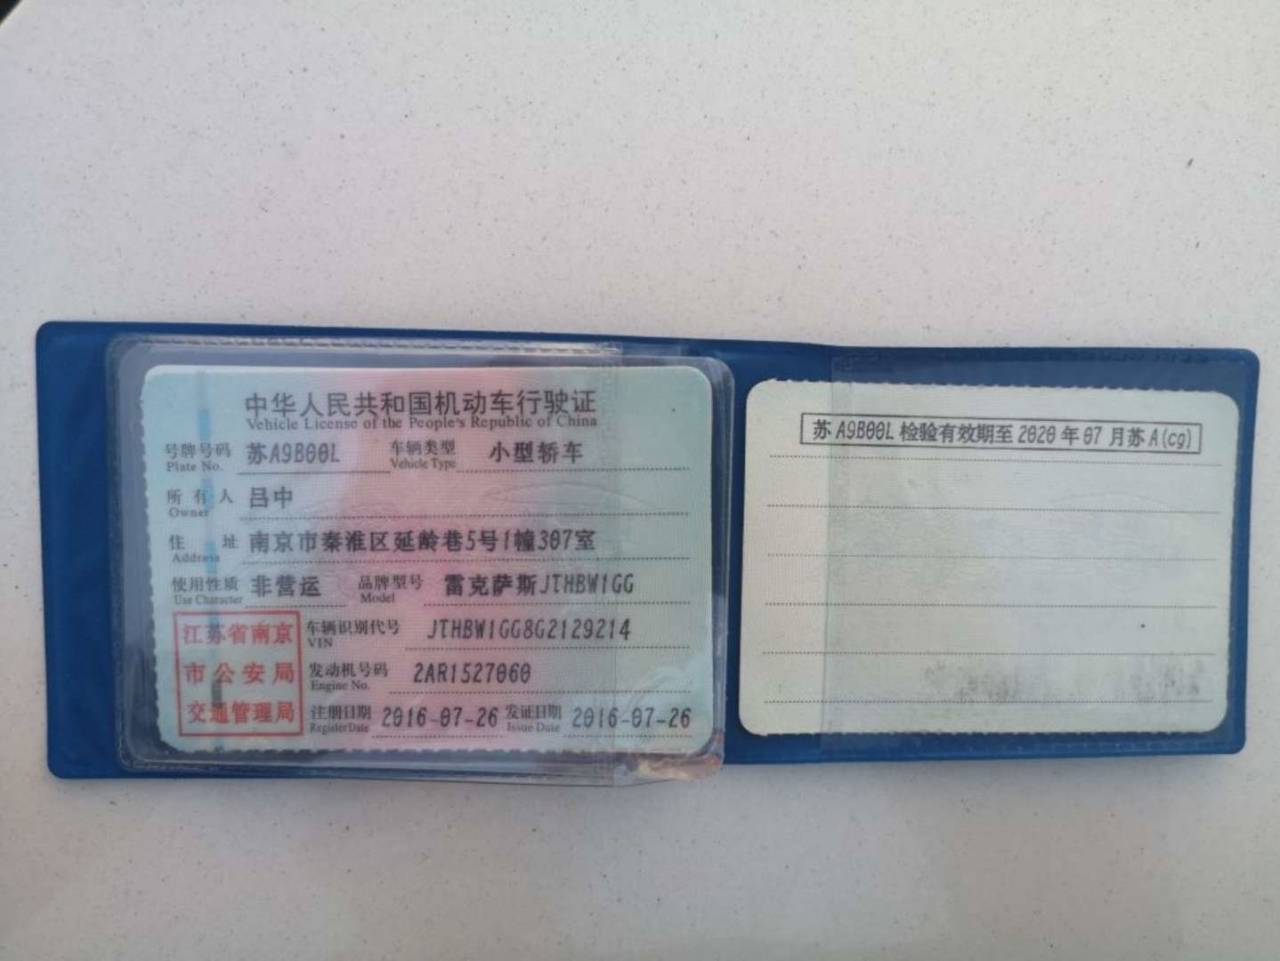 中华人民共和国机动车行驶证
Vehicle License of the People's Republic of China
号牌号码 苏A9B00L 车辆类型 小型轿车
Plate No. Vehicle Type
所有人 吕中
Owner
住址 南京市秦淮区延龄巷5号1幢307室
Address
使用性质 非营运 品牌型号 雷克萨斯JTHBW1GG
Use Character Model
江苏省南京
市公安局
交通管理局
车辆识别代号 JTHBW1GG8G2129214
VIN
发动机号码 2AR1527060
Engine No.
注册日期 2016-07-26 发证日期 2016-07-26
Register Date Issue Date
苏A9B00L检验有效期至2020年07月苏A(cg)